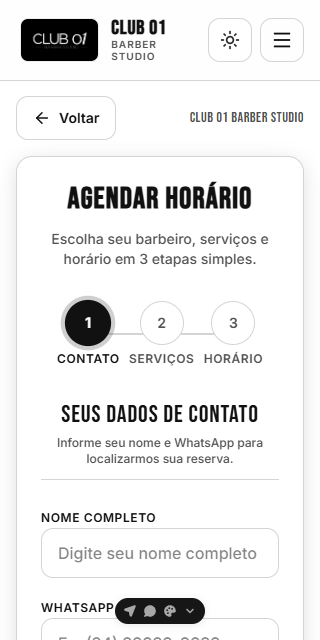 CLUB 01
CLUB 01
BARBER
STUDIO
Voltar
CLUB 01 BARBER STUDIO
AGENDAR HORÁRIO
Escolha seu barbeiro, serviços e
horário em 3 etapas simples.
1
2
3
CONTATO
SERVIÇOS
HORÁRIO
SEUS DADOS DE CONTATO
Informe seu nome e WhatsApp para
localizarmos sua reserva.
NOME COMPLETO
Digite seu nome completo
WHATSAPP